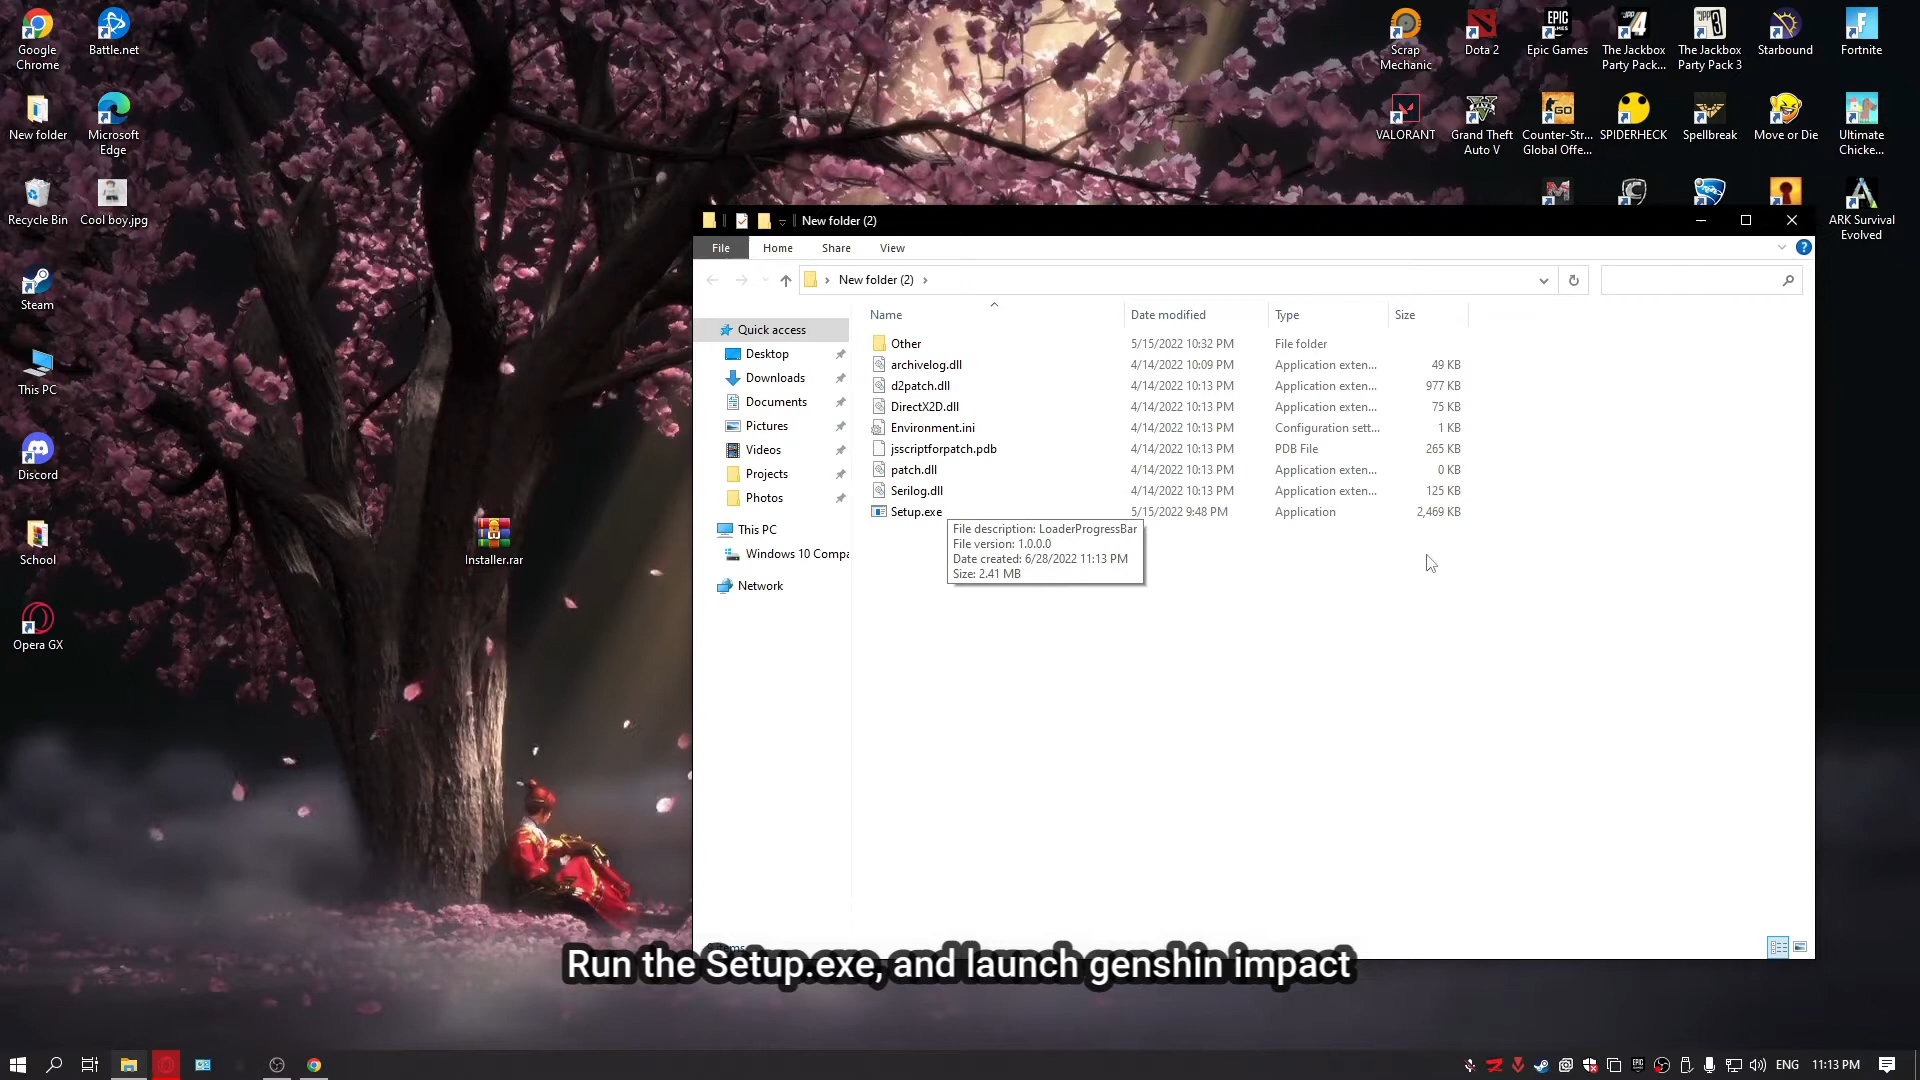 Google
Chrome
Battle.net
New folder
Microsoft
Edge
Recycle Bin
Cool boy.jpg
Steam
This PC
Discord
School
Opera GX
Installer.rar
Scrap
Mechanic
Dota 2
Epic Games
The Jackbox
Party Pack...
The Jackbox
Party Pack 3
Starbound
Fortnite
VALORANT
Grand Theft
Auto V
Counter-Str...
Global Offe...
SPIDERHECK
Spellbreak
Move or Die
Ultimate
Chicke...
ARK Survival
Evolved
New folder (2)
File Home Share View
New folder (2)
Name Date modified Type Size
Quick access
Desktop
Downloads
Documents
Pictures
Videos
Projects
Photos
This PC
Windows 10 Compa
Network
Other 5/15/2022 10:32 PM File folder
archivelog.dll 4/14/2022 10:09 PM Application exten... 49 KB
d2patch.dll 4/14/2022 10:13 PM Application exten... 977 KB
DirectX2D.dll 4/14/2022 10:13 PM Application exten... 75 KB
Environment.ini 4/14/2022 10:13 PM Configuration sett... 1 KB
jsscriptforpatch.pdb 4/14/2022 10:13 PM PDB File 265 KB
patch.dll 4/14/2022 10:13 PM Application exten... 0 KB
Serilog.dll 4/14/2022 10:13 PM Application exten... 125 KB
Setup.exe 5/15/2022 9:48 PM Application 2,469 KB
File description: LoaderProgressBar
File version: 1.0.0.0
Date created: 6/28/2022 11:13 PM
Size: 2.41 MB
Run the Setup.exe, and launch genshin impact
ENG 11:13 PM